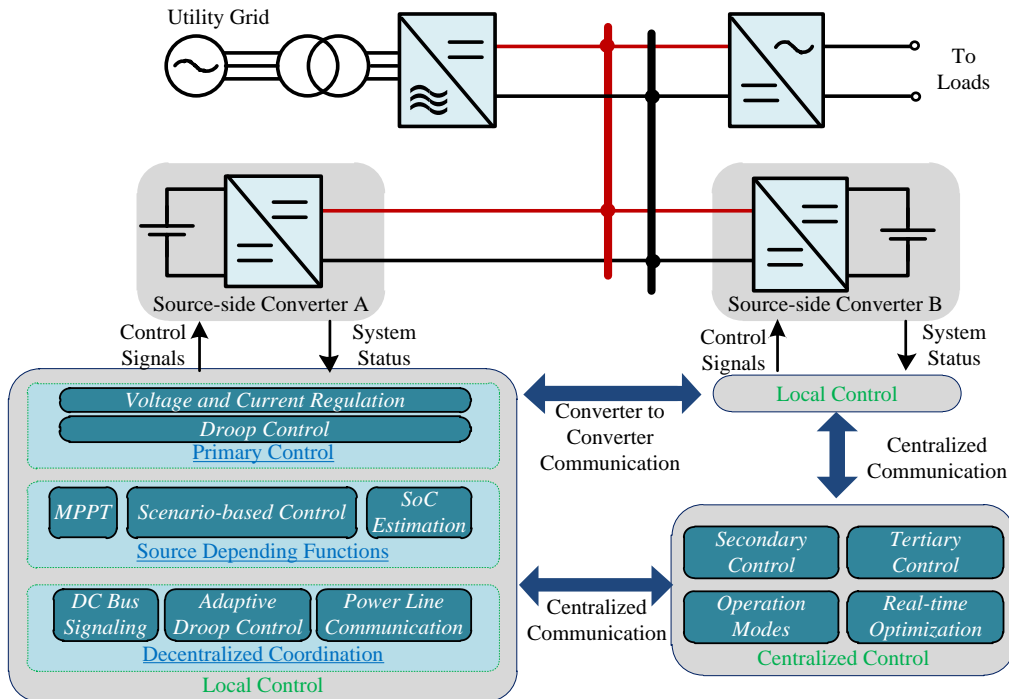 Utility Grid
To
Loads
Source-side Converter A
Source-side Converter B
Control
Signals
System
Status
Control
Signals
System
Status
Voltage and Current Regulation
Droop Control
Primary Control
MPPT
Scenario-based Control
SoC
Estimation
Source Depending Functions
DC Bus
Signaling
Adaptive
Droop Control
Power Line
Communication
Decentralized Coordination
Local Control
Converter to
Converter
Communication
Local Control
Centralized
Communication
Centralized
Communication
Secondary
Control
Tertiary
Control
Operation
Modes
Real-time
Optimization
Centralized Control